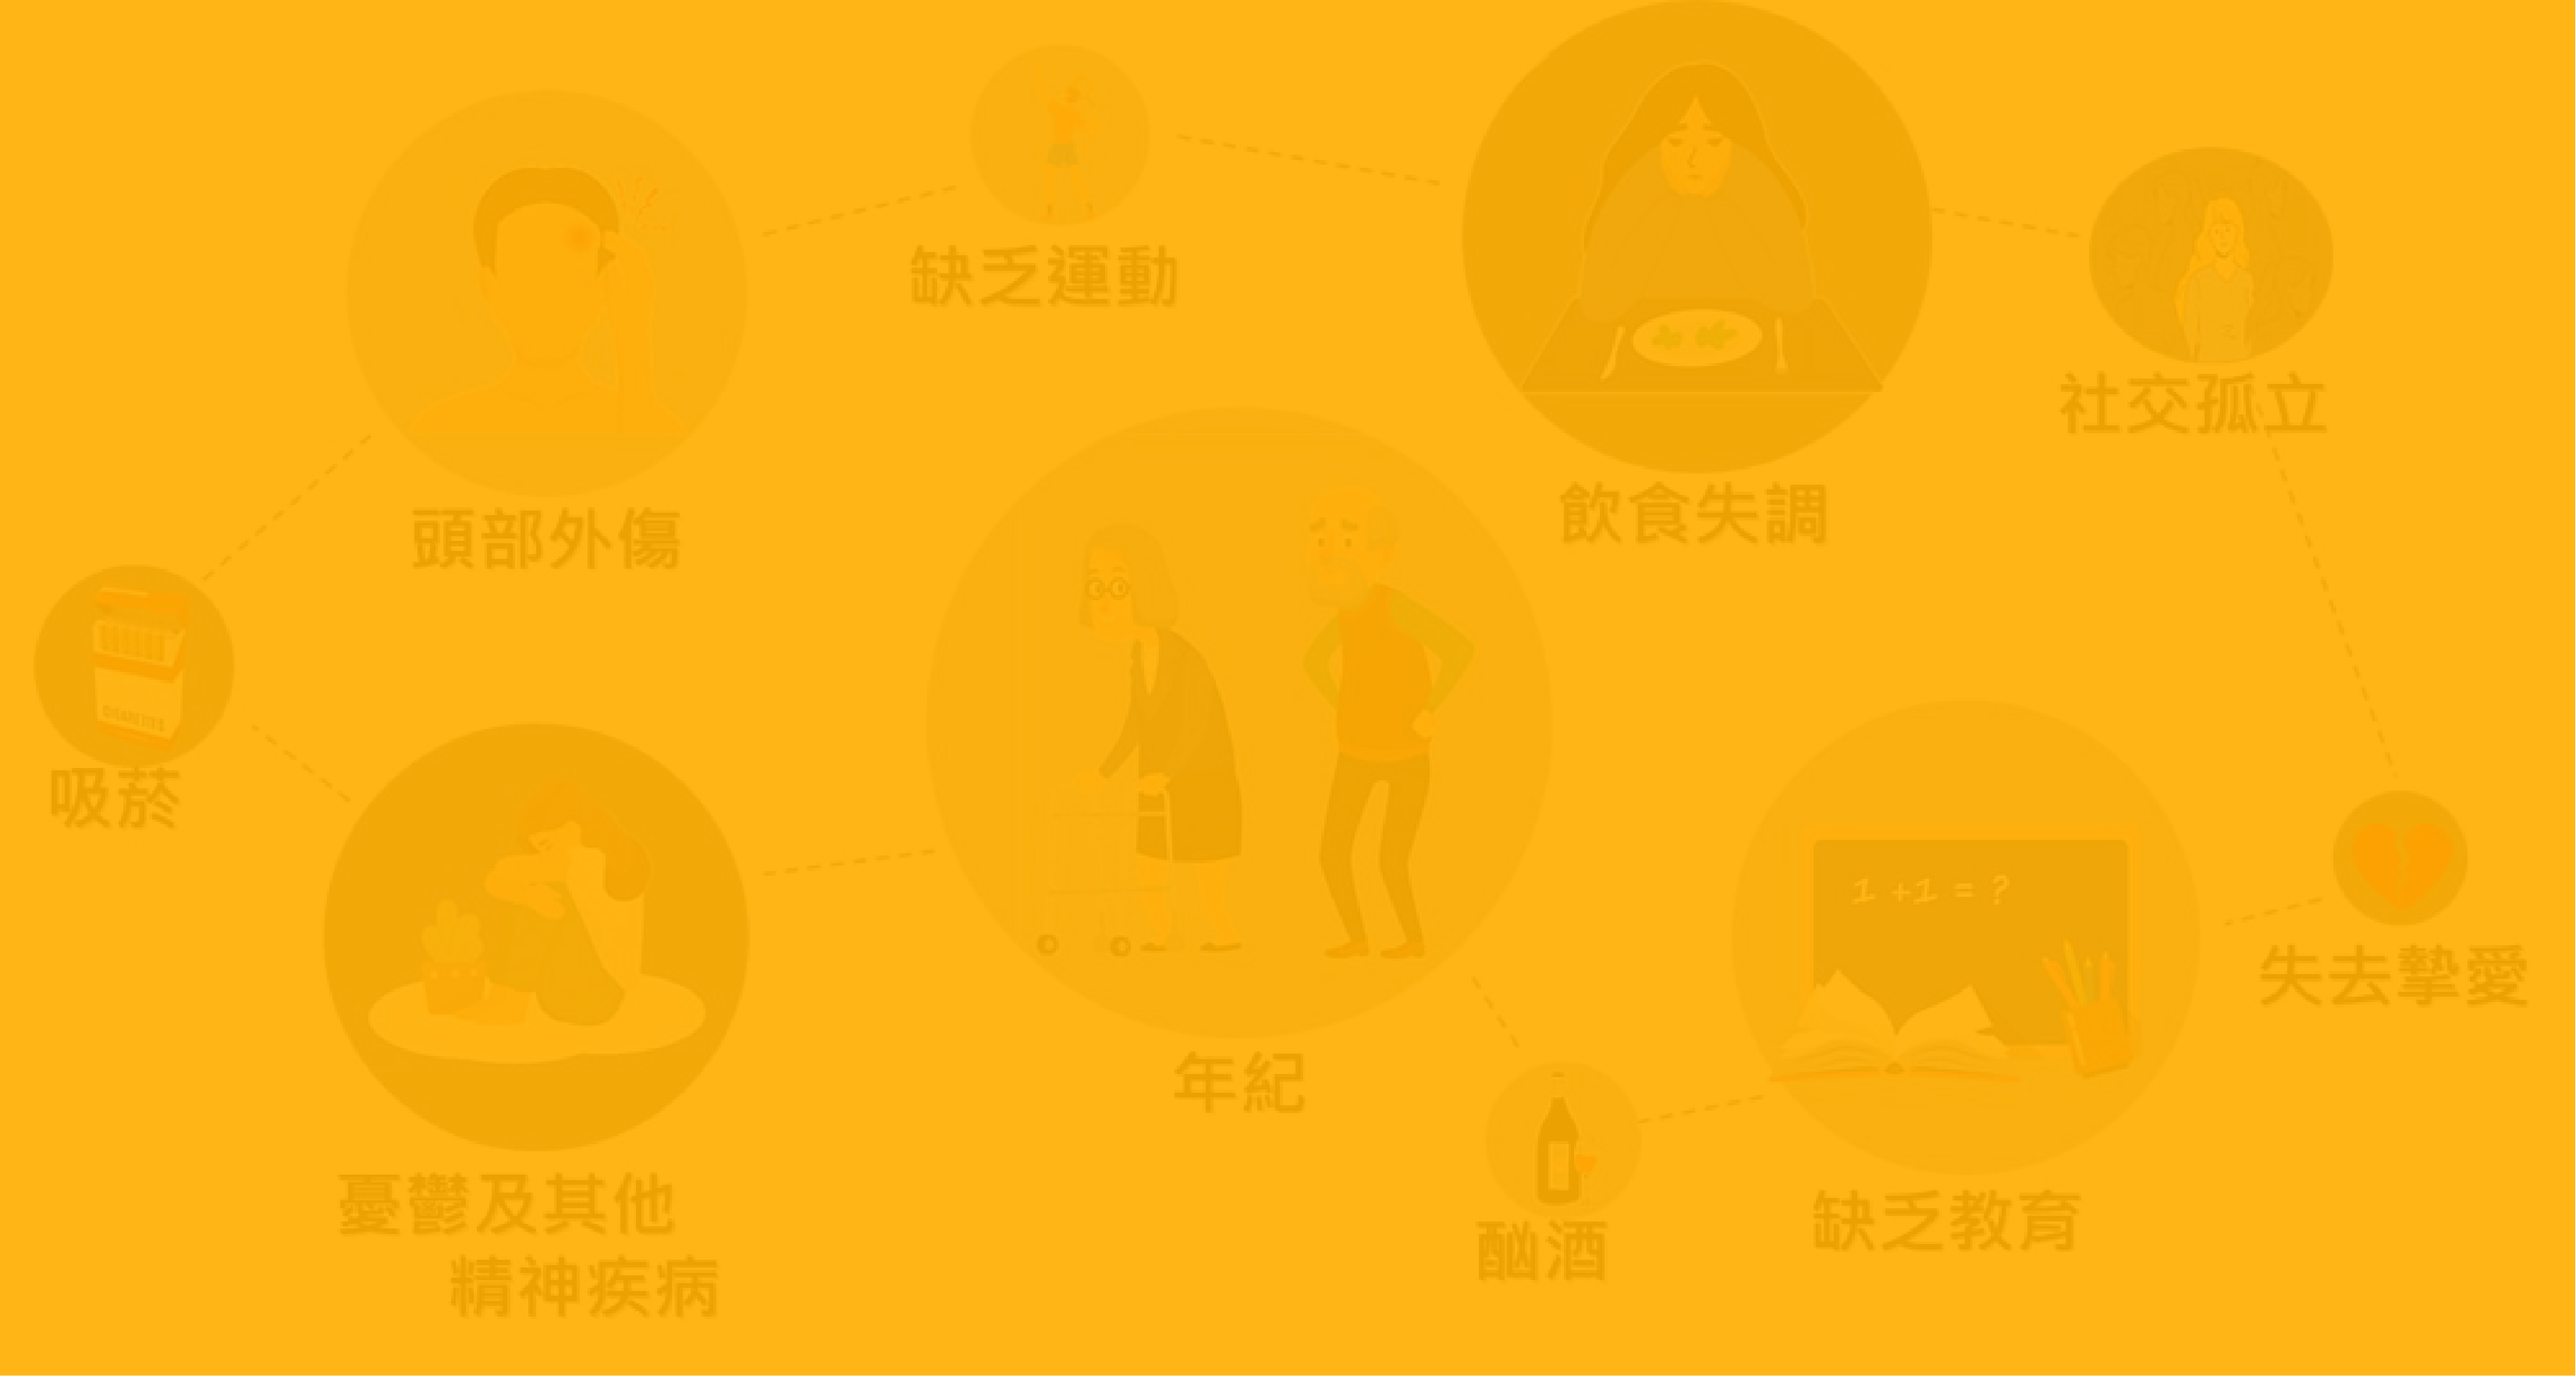 缺乏運動
社交孤立
飲食失調
頭部外傷
吸菸
1 +1 = ?
失去摯愛
年紀
憂鬱及其他
精神疾病
酗酒
缺乏教育